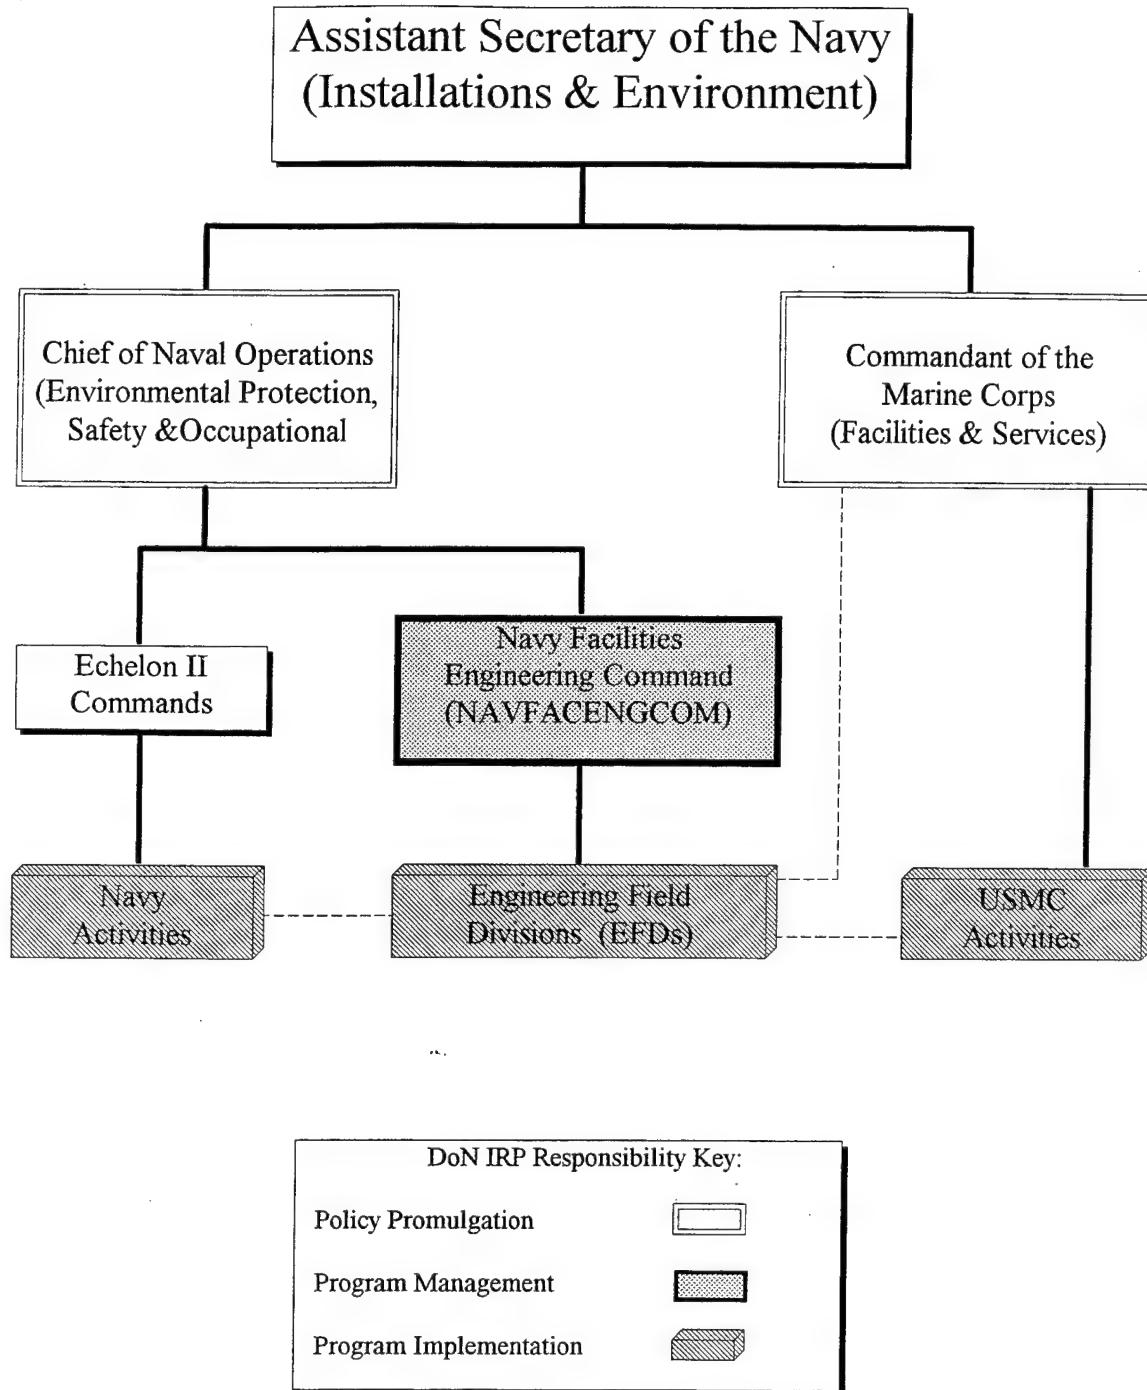 Assistant Secretary of the Navy
(Installations & Environment)
Chief of Naval Operations
(Environmental Protection,
Safety &Occupational
Commandant of the
Marine Corps
(Facilities & Services)
Echelon II
Commands
Navy Facilities
Engineering Command
(NAVFACENGCOM)
Navy
Activities
Engineering Field
Divisions (EFDs)
USMC
Activities
DoN IRP Responsibility Key:
Policy Promulgation
Program Management
Program Implementation